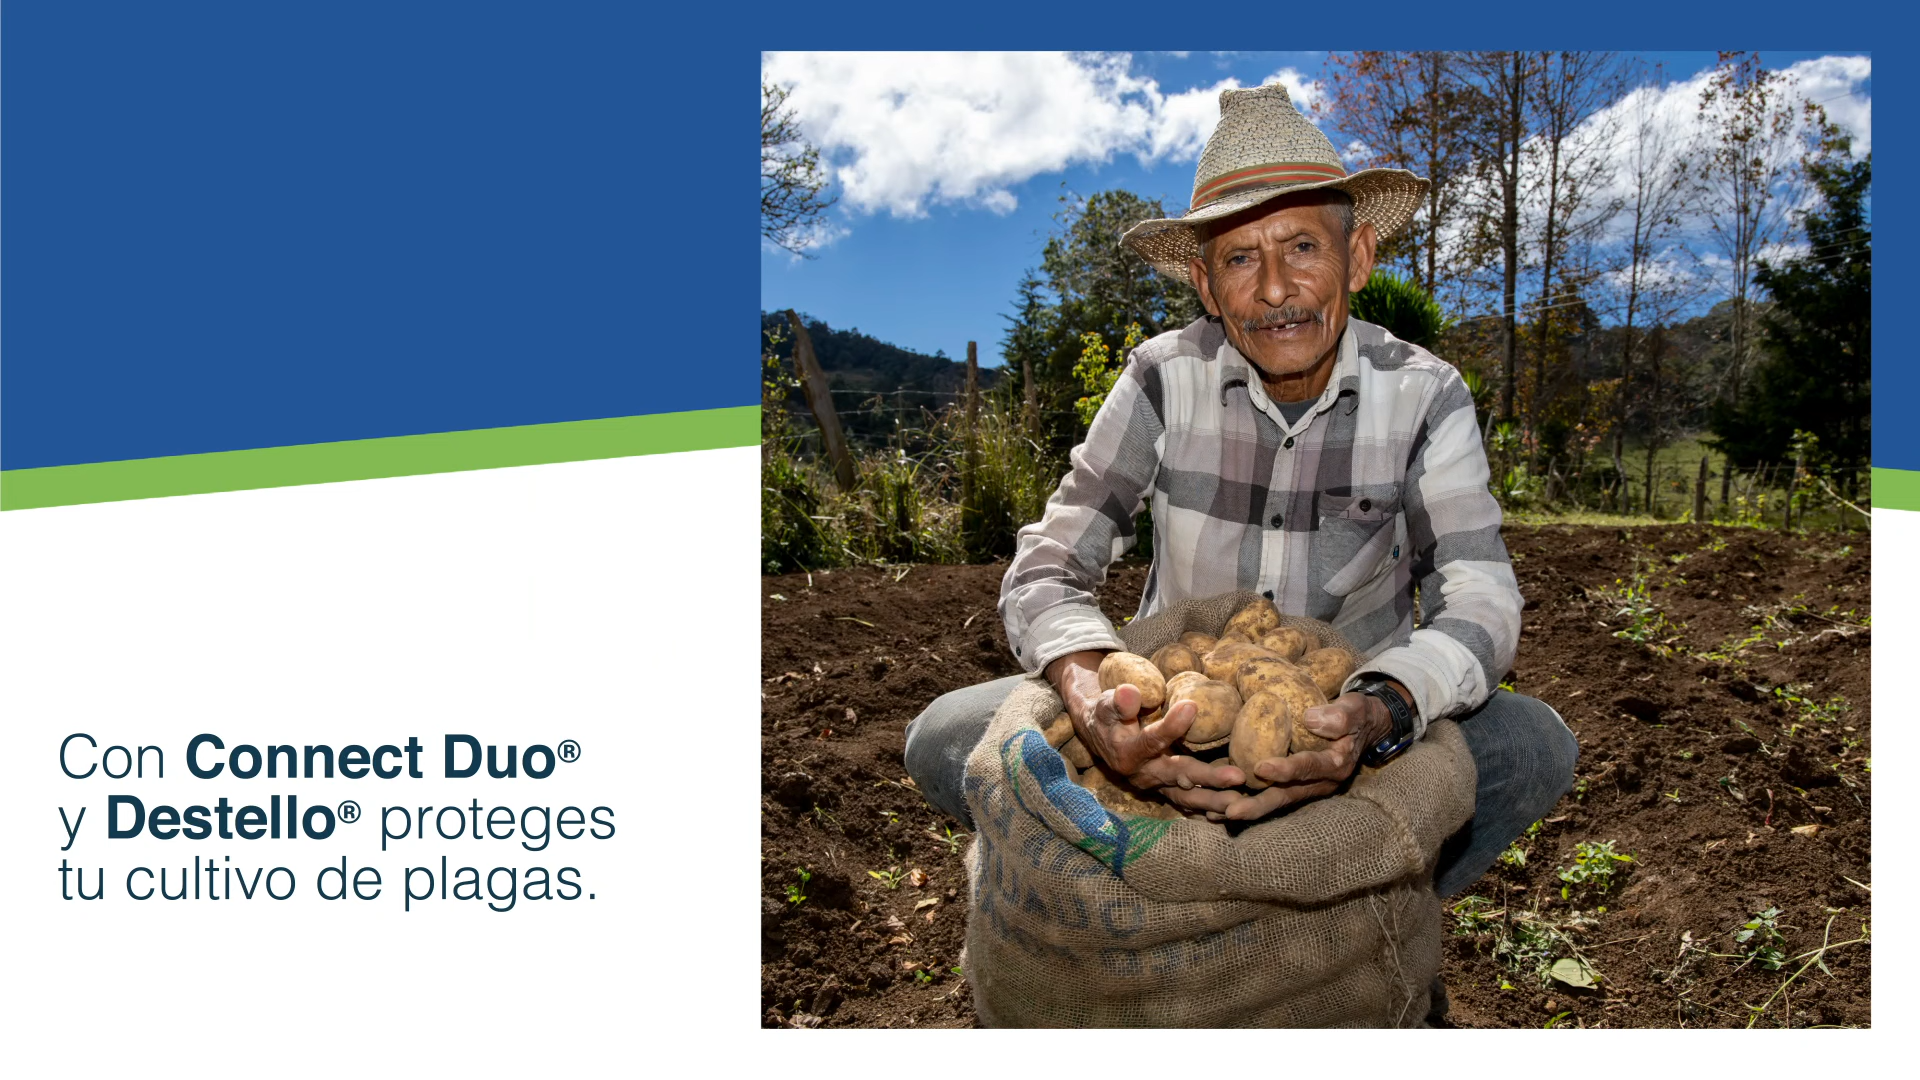 Con Connect Duo®
y Destello® proteges
tu cultivo de plagas.